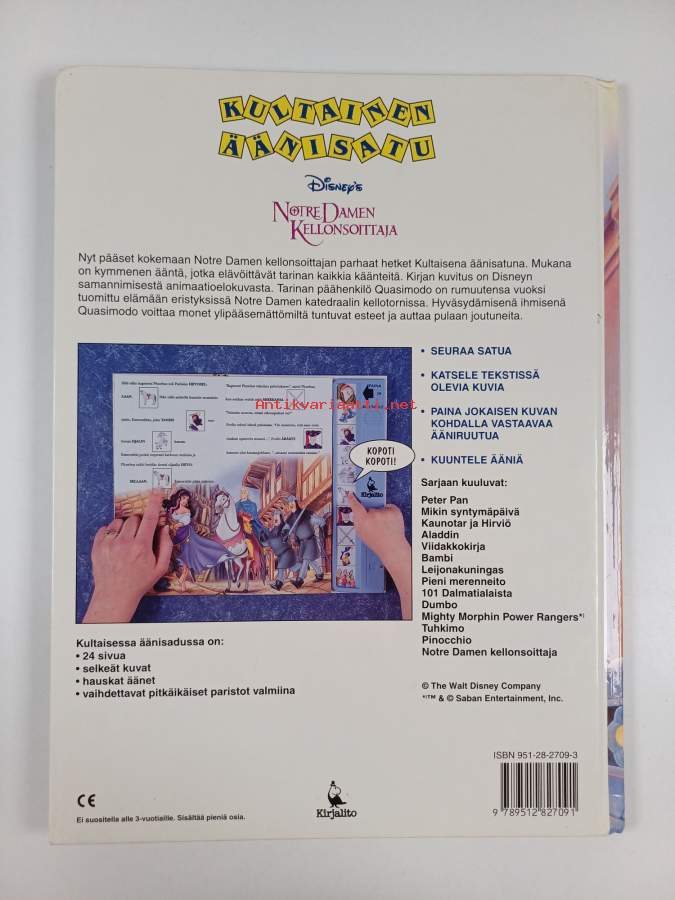 KULTAINEN
ÄÄNISATU
DISNEY'S
NOTRE DAMEN
KELLONSOITTAJA
Nyt pääset kokemaan Notre Damen kellonsoittajan parhaat hetket Kultaisena äänisatuna. Mukana
on kymmenen ääntä, jotka elävöittävät tarinan kaikkia käänteitä. Kirjan kuvitus on Disneyn
samannimisestä animaatioelokuvasta. Tarinan päähenkilö Quasimodo on rumuutensa vuoksi
tuomittu elämään eristyksissä Notre Damen katedraalin kellotornissa. Hyväsydämisenä ihmisenä
Quasimodo voittaa monet ylipääsemättömiltä tuntuvat esteet ja auttaa pulaan joutuneita.
PAINA
Antikvariaatti.net
KOPOTI
KOPOTI!
Kirjalito
• SEURAA SATUA
• KATSELE TEKSTISSÄ
OLEVIA KUVIA
• PAINA JOKAISEN KUVAN
KOHDALLA VASTAAVAA
ÄÄNIRUUTUA
• KUUNTELE ÄÄNIÄ
Sarjaan kuuluvat:
Peter Pan
Mikin syntymäpäivä
Kaunotar ja Hirviö
Aladdin
Viidakkokirja
Bambi
Leijonakuningas
Pieni merenneito
101 Dalmatialaista
Dumbo
Mighty Morphin Power Rangers*⁾
Tuhkimo
Pinocchio
Notre Damen kellonsoittaja
© The Walt Disney Company
*⁾™ & © Saban Entertainment, Inc.
Kultaisessa äänisadussa on:
• 24 sivua
• selkeät kuvat
• hauskat äänet
• vaihdettavat pitkäikäiset paristot valmiina
ISBN 951-28-2709-3
9 789512 827091
CE
Ei suositella alle 3-vuotiaille. Sisältää pieniä osia.
Kirjalito